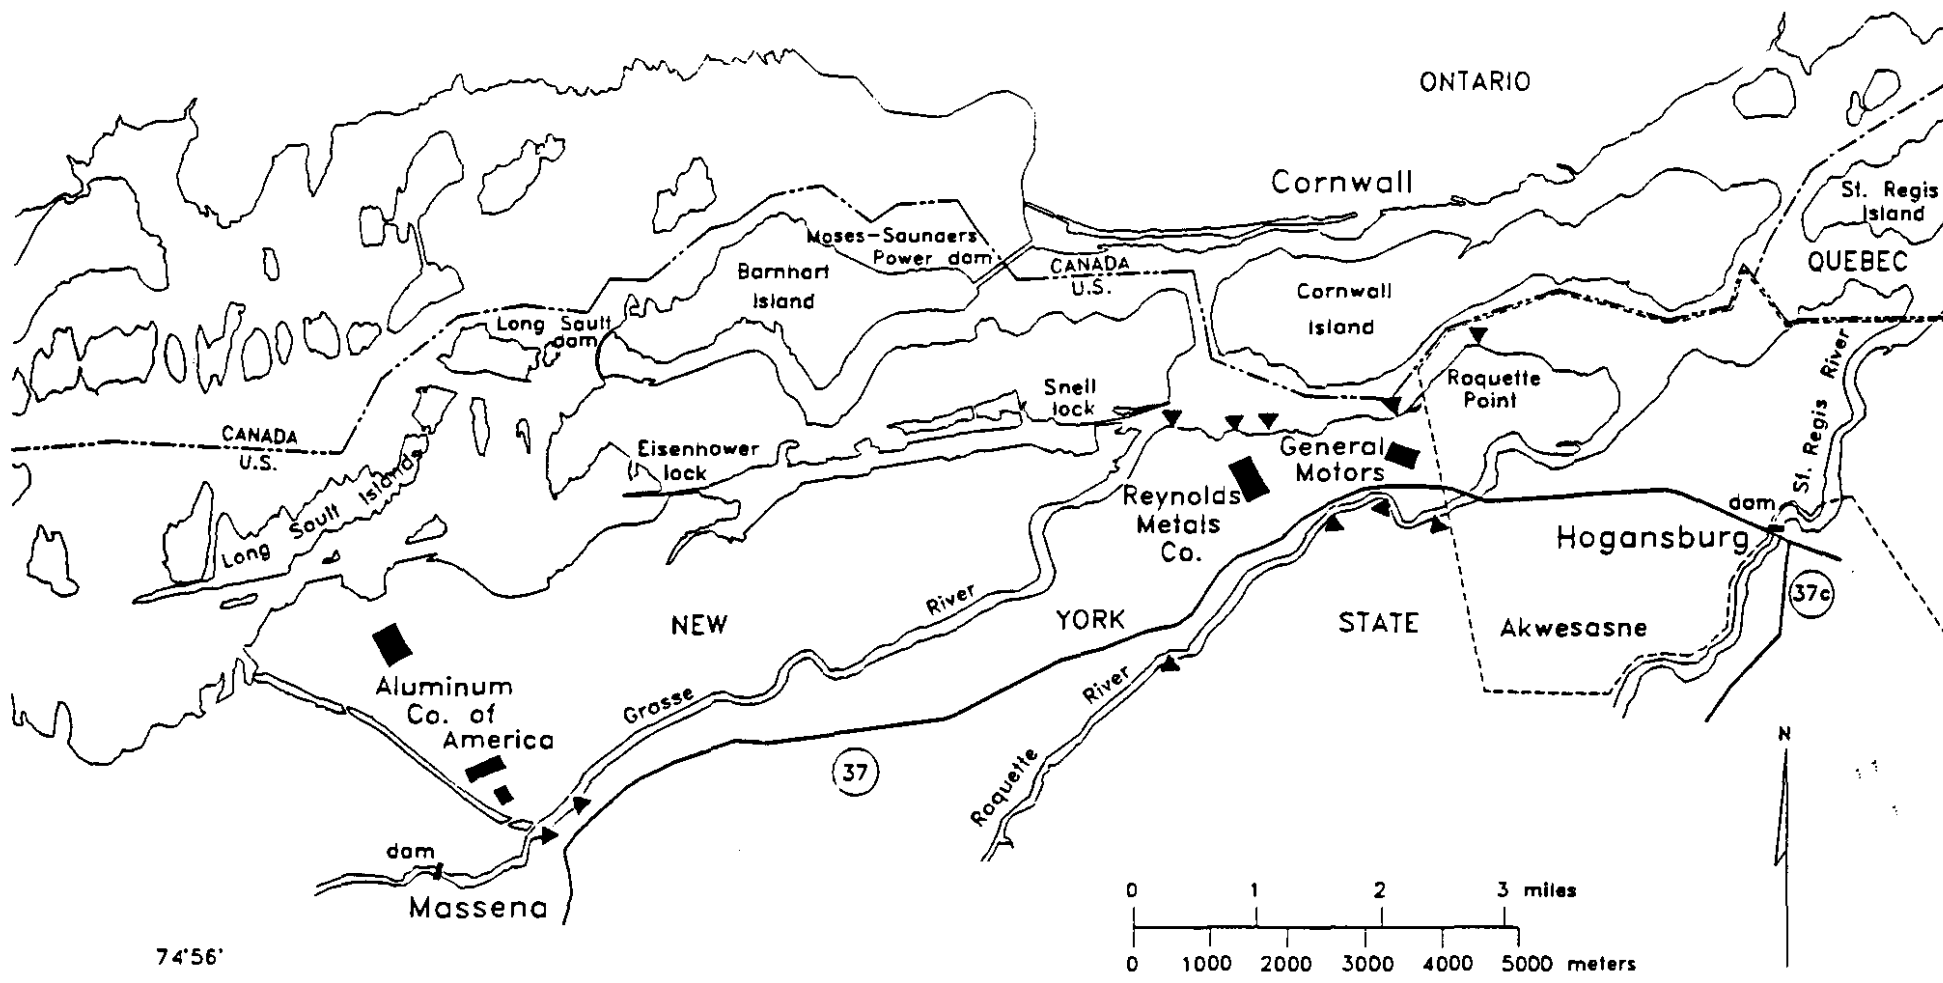 ONTARIO
Cornwall
St. Regis
Island
QUEBEC
Moses-Saunders
Power dam
CANADA
U.S.
Barnhart
Island
Cornwall
Island
Long Sault
dam
Raquette
Point
St. Regis River
Snell
lock
CANADA
U.S.
Eisenhower
lock
General
Motors
Long Sault Islands
Reynolds
Metals
Co.
dam
Hogansburg
37c
NEW YORK STATE
Akwesasne
Grasse River
Raquette River
Aluminum
Co. of
America
37
N
dam
Massena
0 1 2 3 miles
0 1000 2000 3000 4000 5000 meters
74°56'